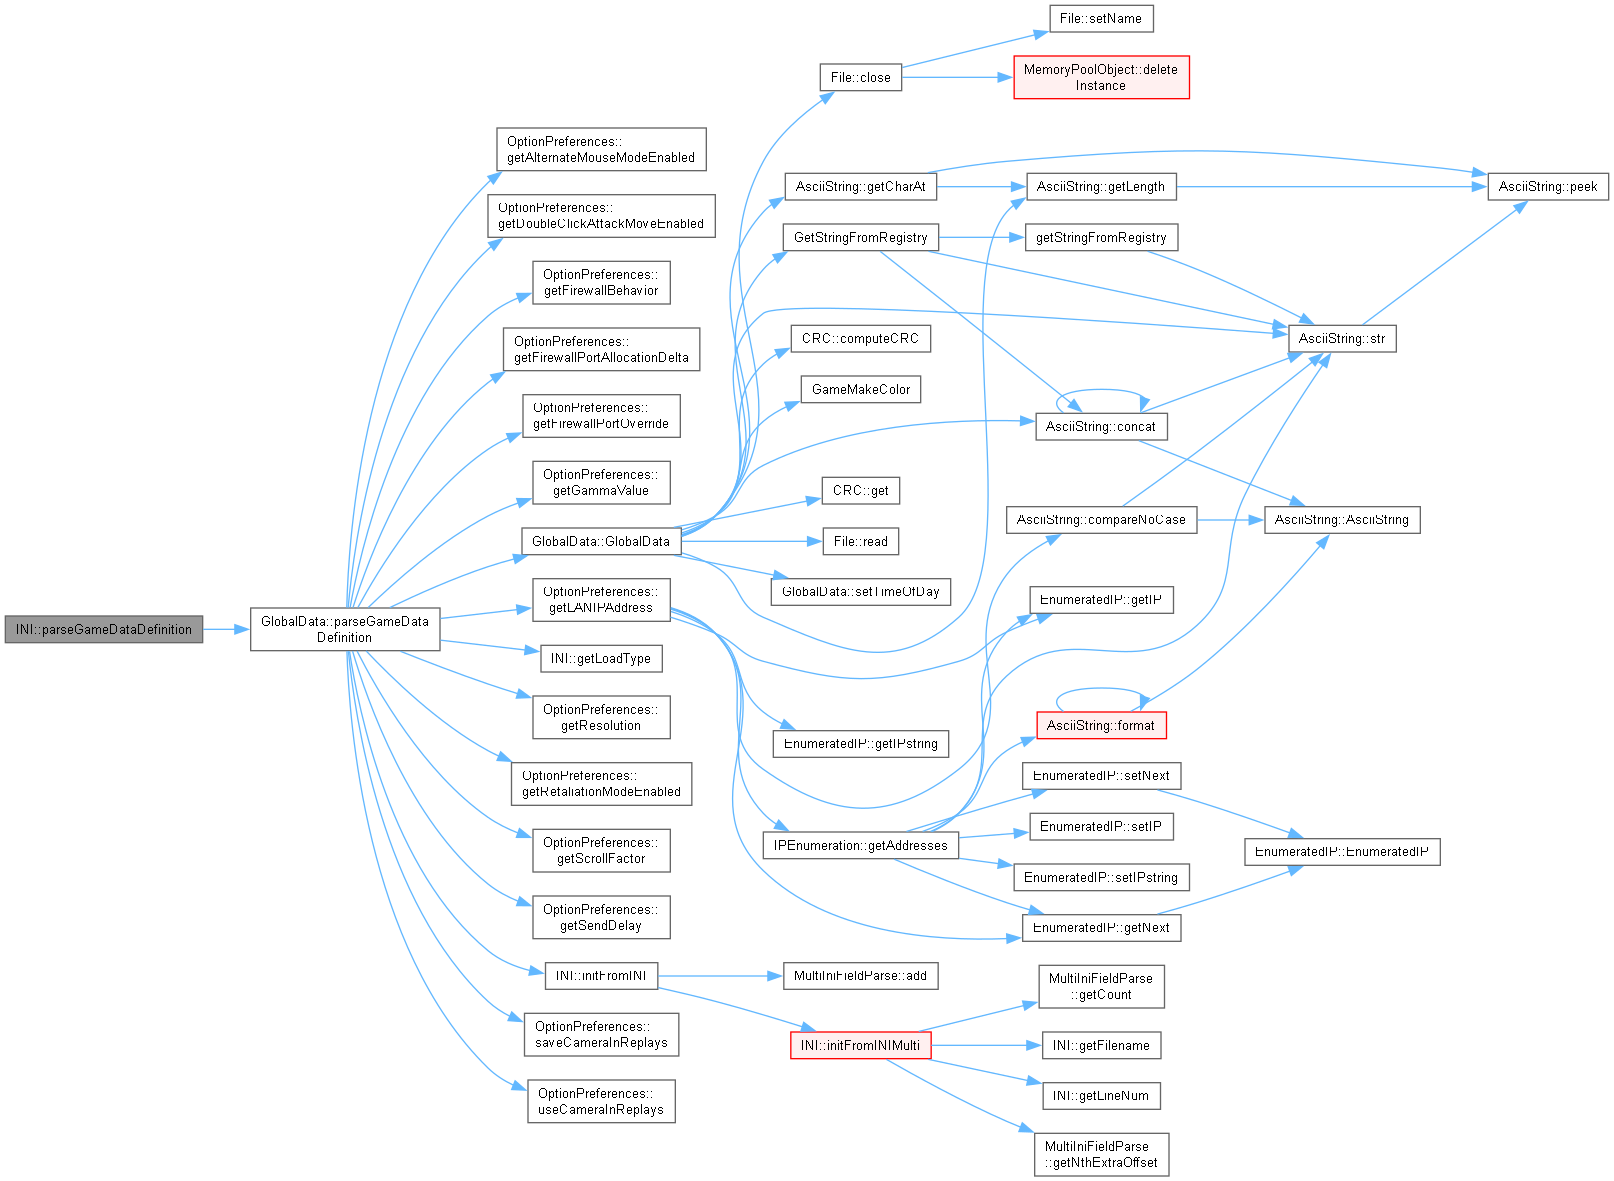 INI::parseGameDataDefinition
GlobalData::parseGameData
Definition
OptionPreferences::
getAlternateMouseModeEnabled
OptionPreferences::
getDoubleClickAttackMoveEnabled
OptionPreferences::
getFirewallBehavior
OptionPreferences::
getFirewallPortAllocationDelta
OptionPreferences::
getFirewallPortOverride
OptionPreferences::
getGammaValue
GlobalData::GlobalData
OptionPreferences::
getLANIPAddress
INI::getLoadType
OptionPreferences::
getResolution
OptionPreferences::
getRetaliationModeEnabled
OptionPreferences::
getScrollFactor
OptionPreferences::
getSendDelay
INI::initFromINI
OptionPreferences::
saveCameraInReplays
OptionPreferences::
useCameraInReplays
File::close
AsciiString::getCharAt
GetStringFromRegistry
CRC::computeCRC
GameMakeColor
CRC::get
File::read
GlobalData::setTimeOfDay
EnumeratedIP::getIPstring
IPEnumeration::getAddresses
MultiIniFieldParse::add
INI::initFromINIMulti
File::setName
MemoryPoolObject::delete
Instance
AsciiString::getLength
getStringFromRegistry
AsciiString::concat
AsciiString::compareNoCase
EnumeratedIP::getIP
AsciiString::format
EnumeratedIP::setNext
EnumeratedIP::setIP
EnumeratedIP::setIPstring
EnumeratedIP::getNext
MultiIniFieldParse
::getCount
INI::getFilename
INI::getLineNum
MultiIniFieldParse
::getNthExtraOffset
AsciiString::str
AsciiString::AsciiString
EnumeratedIP::EnumeratedIP
AsciiString::peek